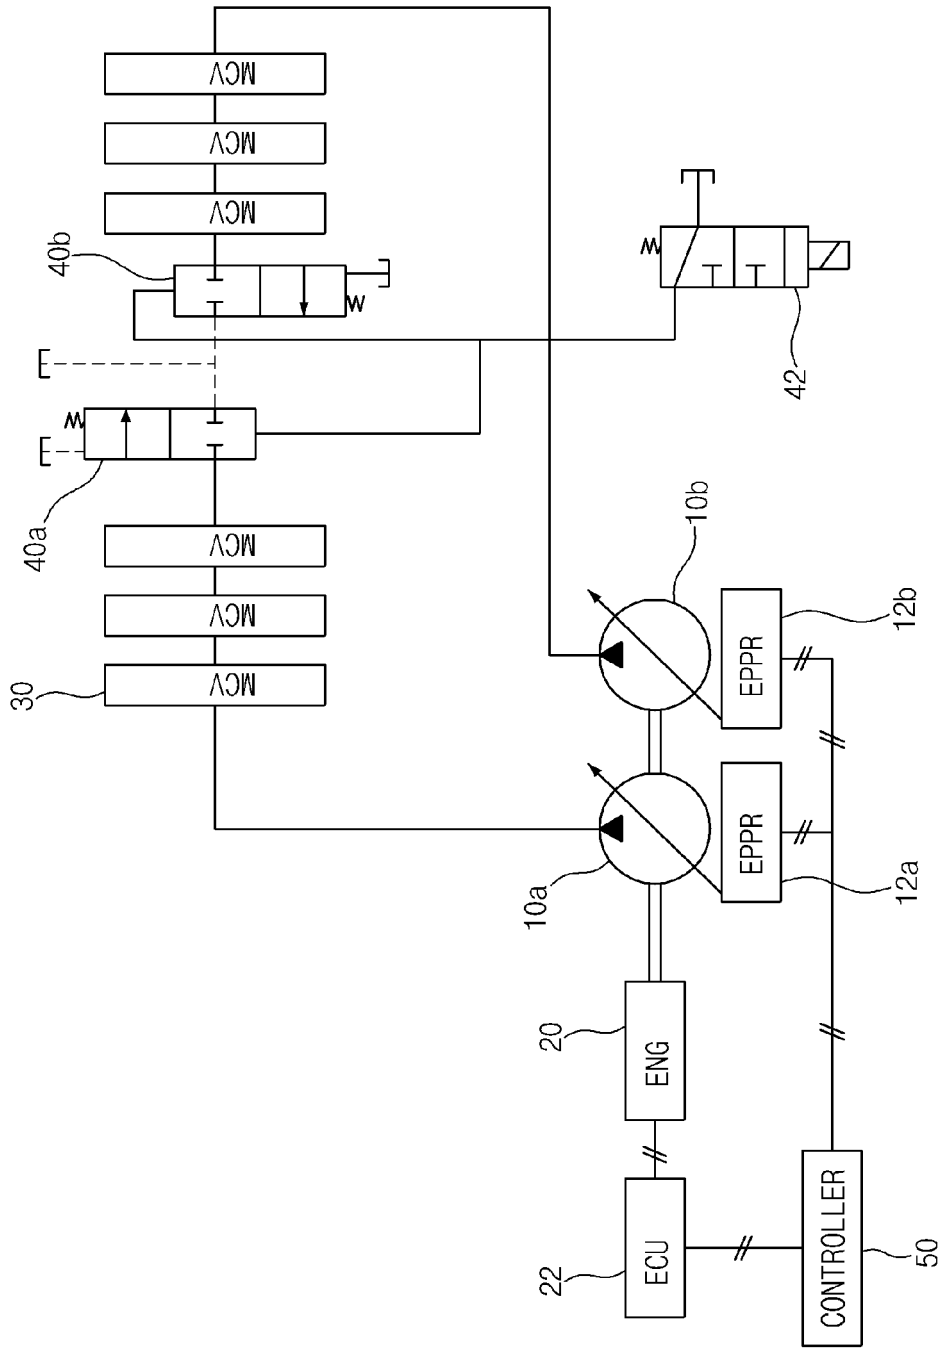 30
40a
40b
MCV
MCV
MCV
MCV
MCV
MCV
22
20
10a
10b
ECU
ENG
EPPR
EPPR
42
CONTROLLER
12a
12b
50